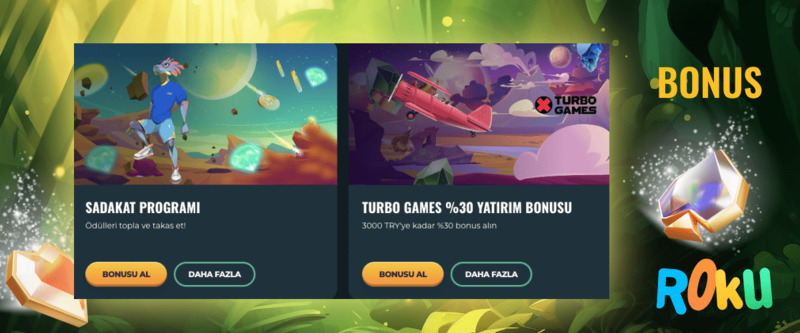 BONUS
TURBO
GAMES
SADAKAT PROGRAMI
Ödülleri topla ve takas et!
BONUSU AL
DAHA FAZLA
TURBO GAMES %30 YATIRIM BONUSU
3000 TRY'ye kadar %30 bonus alın
BONUSU AL
DAHA FAZLA
ROKU